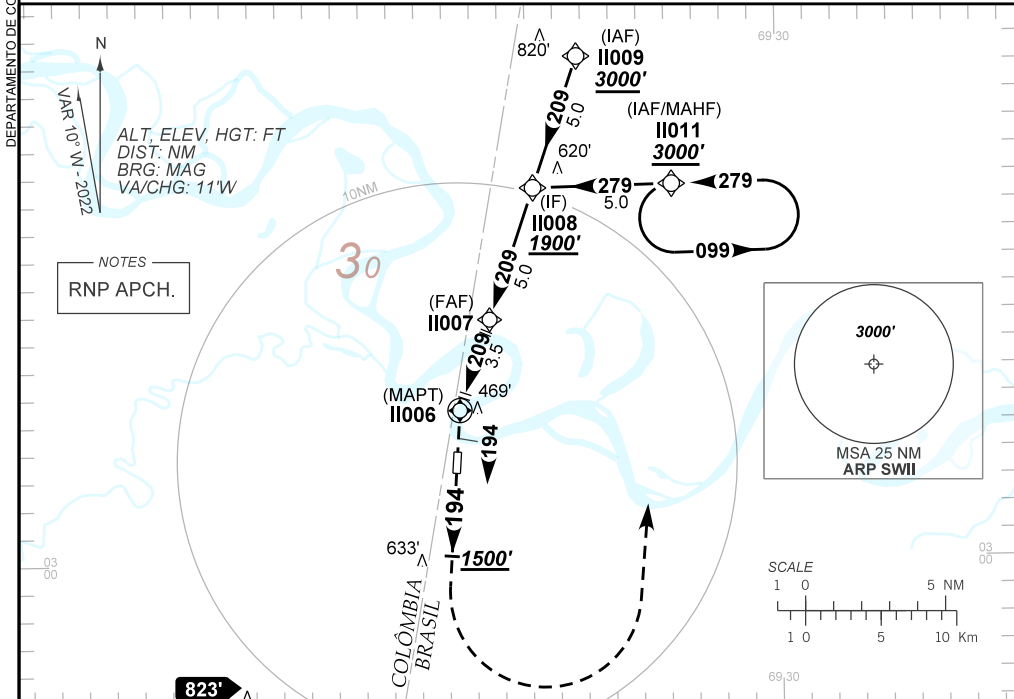 DEPARTAMENTO DE CO
N
VAR 10° W - 2022
ALT, ELEV, HGT: FT
DIST: NM
BRG: MAG
VA/CHG: 11'W
NOTES
RNP APCH.
820'
(IAF)
II009
3000'
69 30
209
5.0
(IAF/MAHF)
II011
3000'
620'
279
5.0
279
099
10NM
(IF)
II008
1900'
30
209
5.0
(FAF)
II007
209
3.5
(MAPT)
II006
469'
194
194
633'
1500'
3000'
MSA 25 NM
ARP SWII
03
00
03
00
SCALE
1 0 5 NM
1 0 5 10 Km
COLÔMBIA
BRASIL
823'
69 30